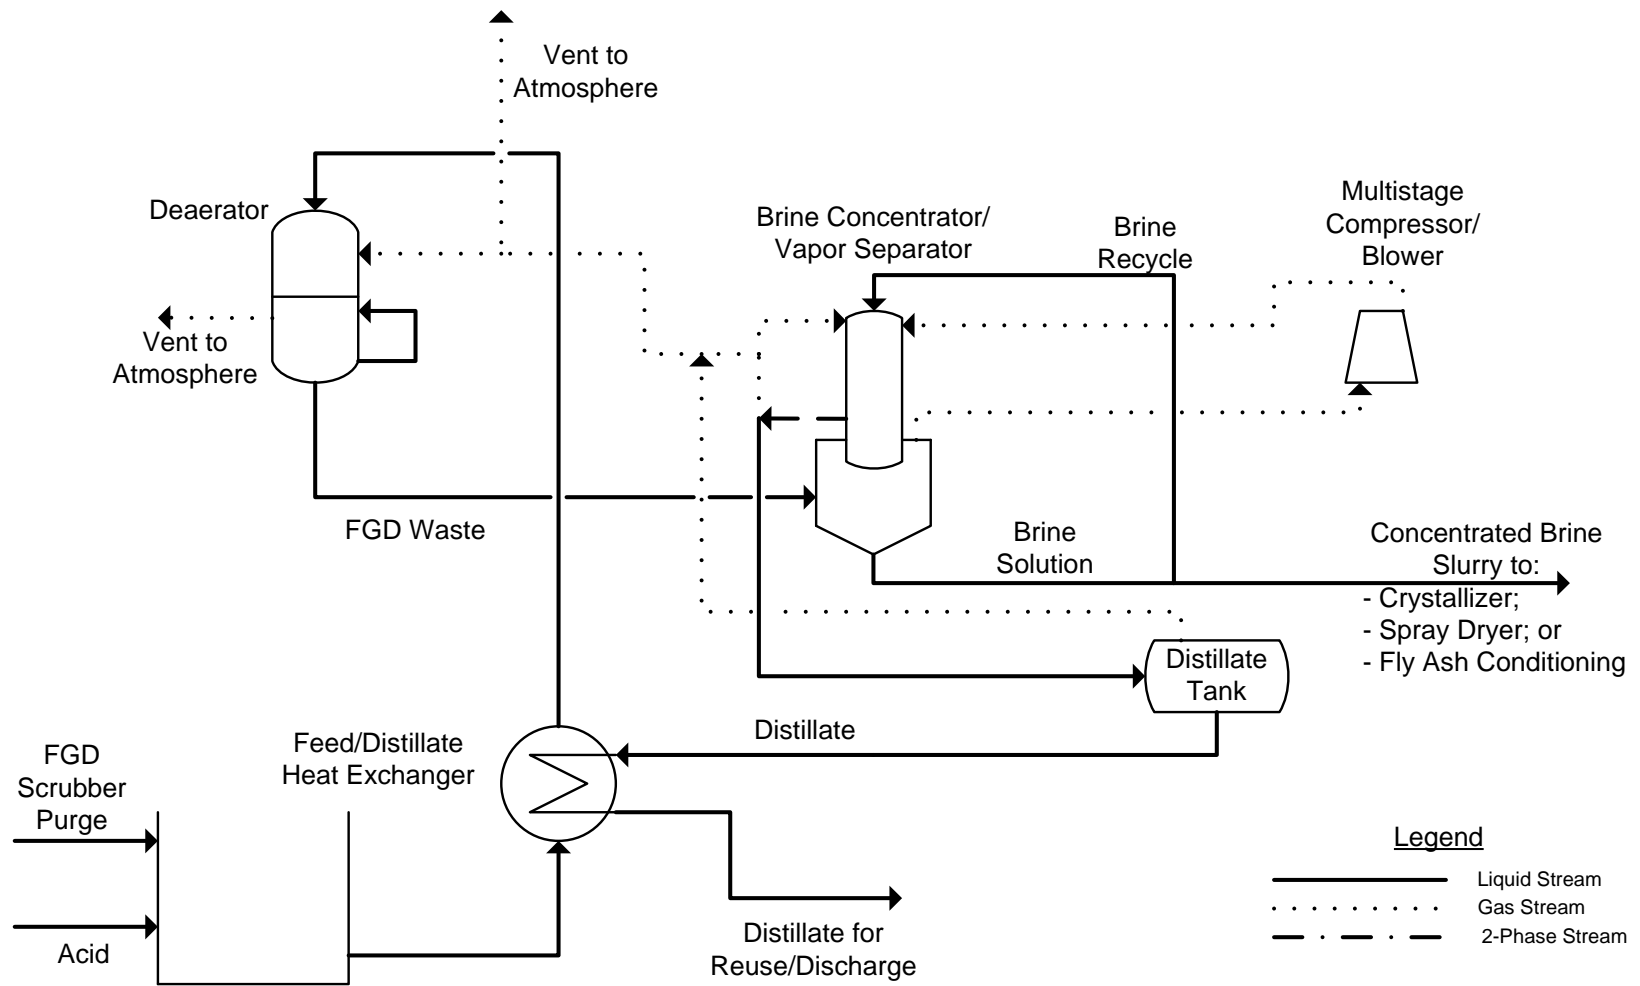 Vent to
Atmosphere
Deaerator
Vent to
Atmosphere
Brine Concentrator/
Vapor Separator
Brine
Recycle
Multistage
Compressor/
Blower
FGD Waste
Brine
Solution
Concentrated Brine
Slurry to:
- Crystallizer;
- Spray Dryer; or
- Fly Ash Conditioning
Distillate
Tank
Distillate
Feed/Distillate
Heat Exchanger
FGD
Scrubber
Purge
Acid
Distillate for
Reuse/Discharge
Legend
Liquid Stream
Gas Stream
2-Phase Stream